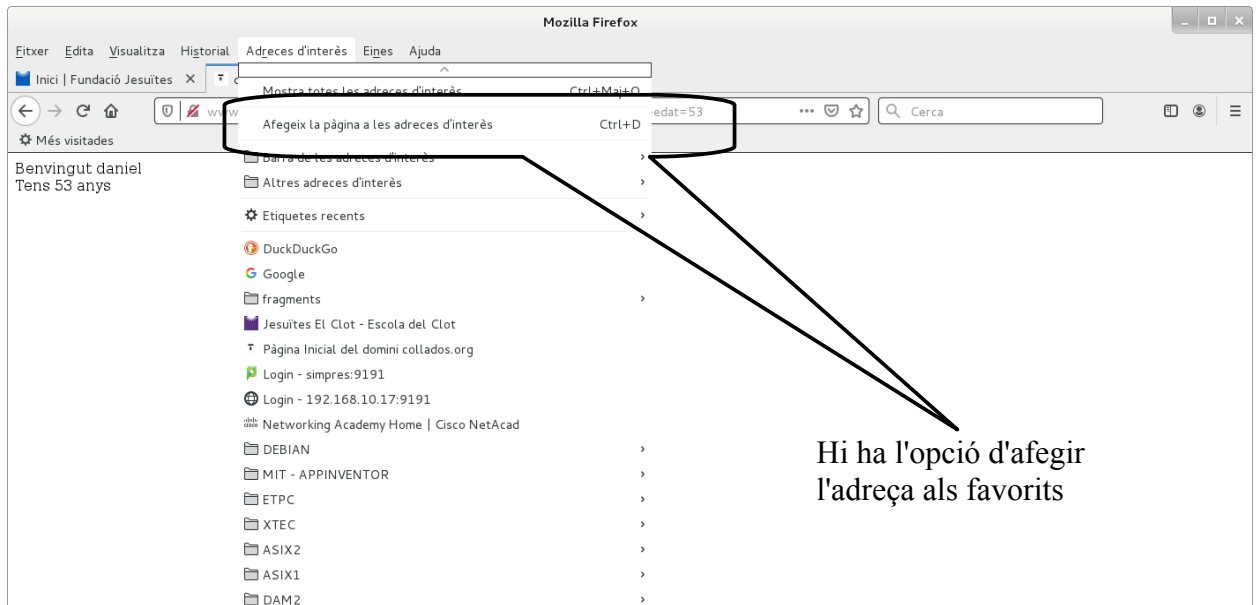 Mozilla Firefox
Fitxer Edita Visualitza Historial Adreces d'interès Eines Ajuda
Inici | Fundació Jesuïtes
Mostra totes les adreces d'interès Ctrl+Maj+O
www edat=53 Cerca
Afegeix la pàgina a les adreces d'interès Ctrl+D
Més visitades
Barra de les adreces d'interès
Benvingut daniel
Tens 53 anys
Altres adreces d'interès
Etiquetes recents
DuckDuckGo
Google
fragments
Jesuïtes El Clot - Escola del Clot
Pàgina Inicial del domini collados.org
Login - simpres:9191
Login - 192.168.10.17:9191
Networking Academy Home | Cisco NetAcad
DEBIAN
MIT - APPINVENTOR
ETPC
XTEC
ASIX2
ASIX1
DAM2
Hi ha l'opció d'afegir
l'adreça als favorits